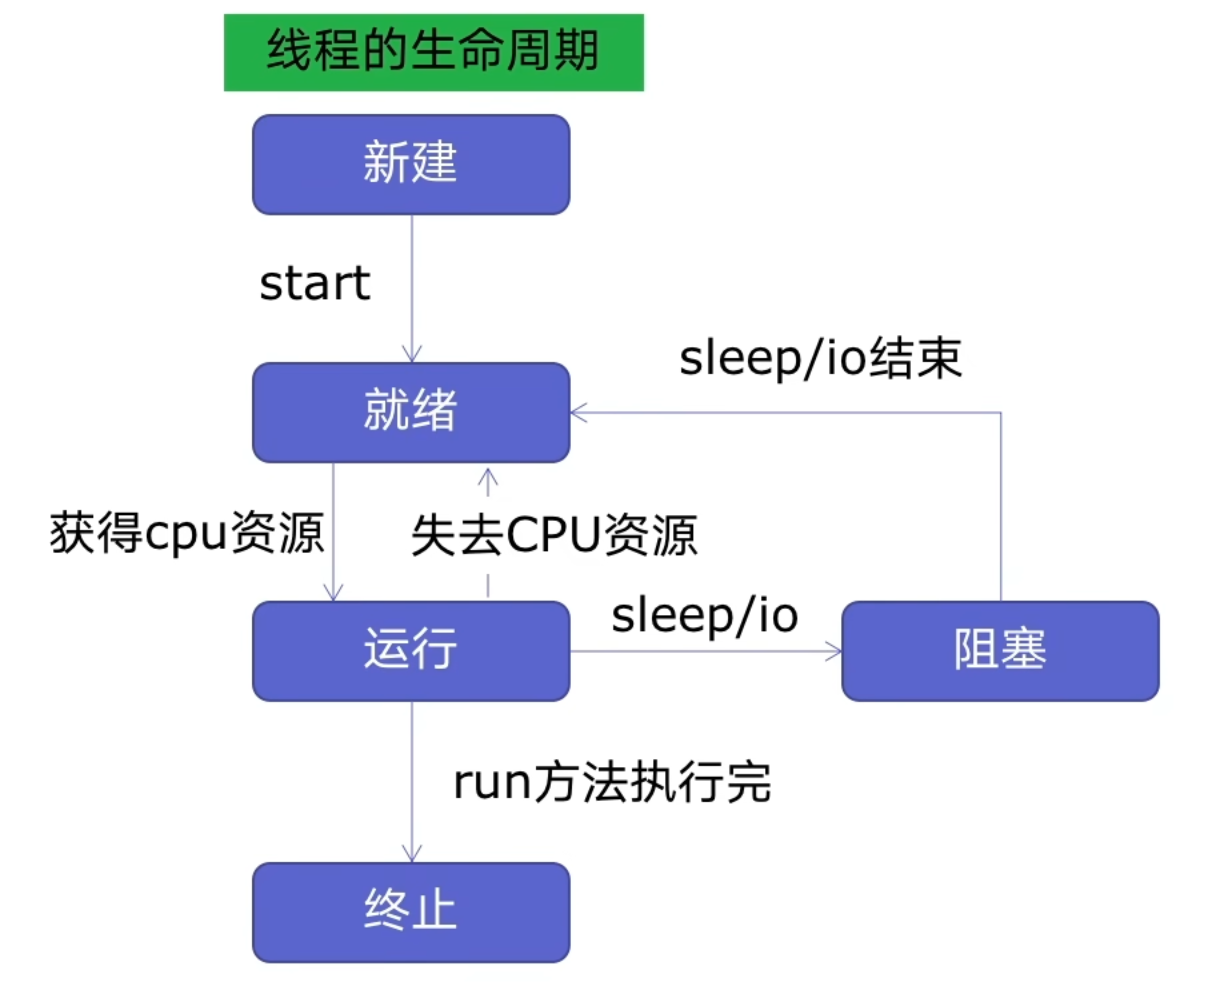 线程的生命周期
新建
start
sleep/io结束
就绪
获得cpu资源
失去CPU资源
sleep/io
运行
阻塞
run方法执行完
终止